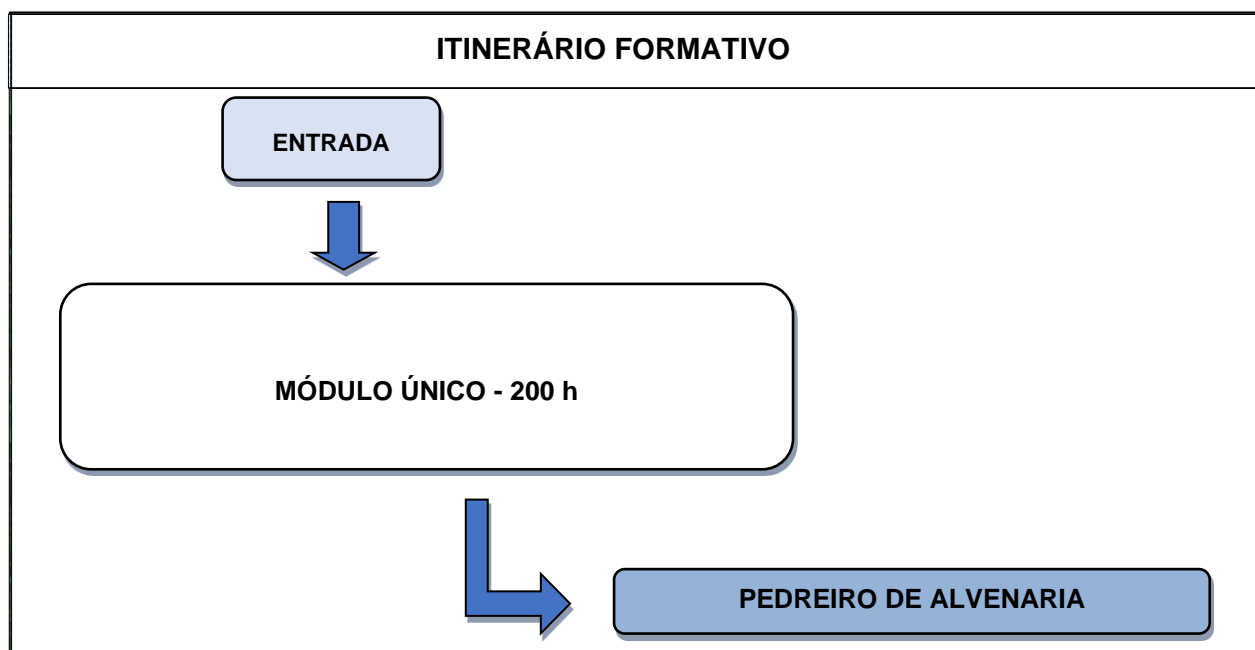 ITINERÁRIO FORMATIVO
ENTRADA
MÓDULO ÚNICO - 200 h
PEDREIRO DE ALVENARIA